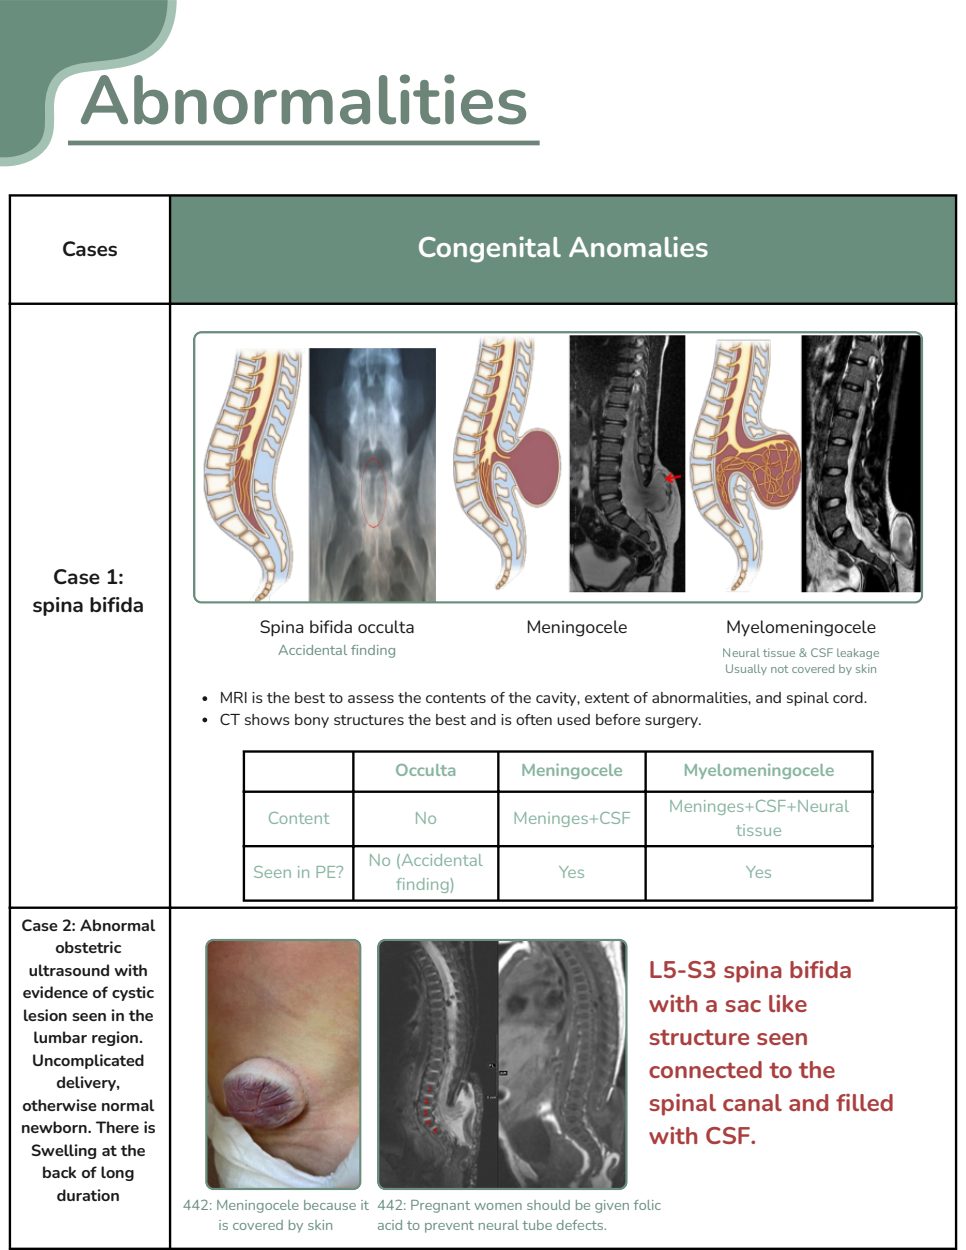 Abnormalities
Cases
Congenital Anomalies
Case 1:
spina bifida
Spina bifida occulta
Accidental finding
Meningocele
Myelomeningocele
Neural tissue & CSF leakage
Usually not covered by skin
• MRI is the best to assess the contents of the cavity, extent of abnormalities, and spinal cord.
• CT shows bony structures the best and is often used before surgery.
Occulta
Meningocele
Myelomeningocele
Content
No
Meninges+CSF
Meninges+CSF+Neural
tissue
Seen in PE?
No (Accidental
finding)
Yes
Yes
Case 2: Abnormal
obstetric
ultrasound with
evidence of cystic
lesion seen in the
lumbar region.
Uncomplicated
delivery,
otherwise normal
newborn. There is
Swelling at the
back of long
duration
L5-S3 spina bifida
with a sac like
structure seen
connected to the
spinal canal and filled
with CSF.
442: Meningocele because it
is covered by skin
442: Pregnant women should be given folic
acid to prevent neural tube defects.